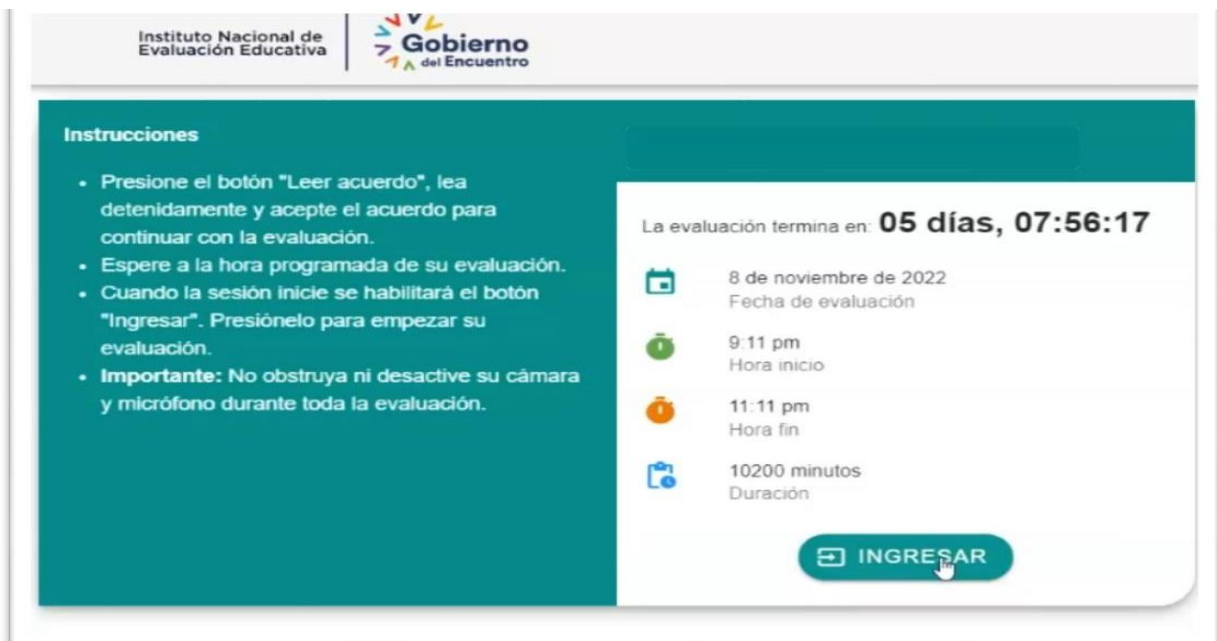 Instituto Nacional de
Evaluación Educativa
Gobierno
del Encuentro
Instrucciones
• Presione el botón "Leer acuerdo", lea
detenidamente y acepte el acuerdo para
continuar con la evaluación.
• Espere a la hora programada de su evaluación.
• Cuando la sesión inicie se habilitará el botón
"Ingresar". Presiónelo para empezar su
evaluación.
• Importante: No obstruya ni desactive su cámara
y micrófono durante toda la evaluación.
La evaluación termina en: 05 días, 07:56:17
8 de noviembre de 2022
Fecha de evaluación
9:11 pm
Hora inicio
11:11 pm
Hora fin
10200 minutos
Duración
INGRESAR